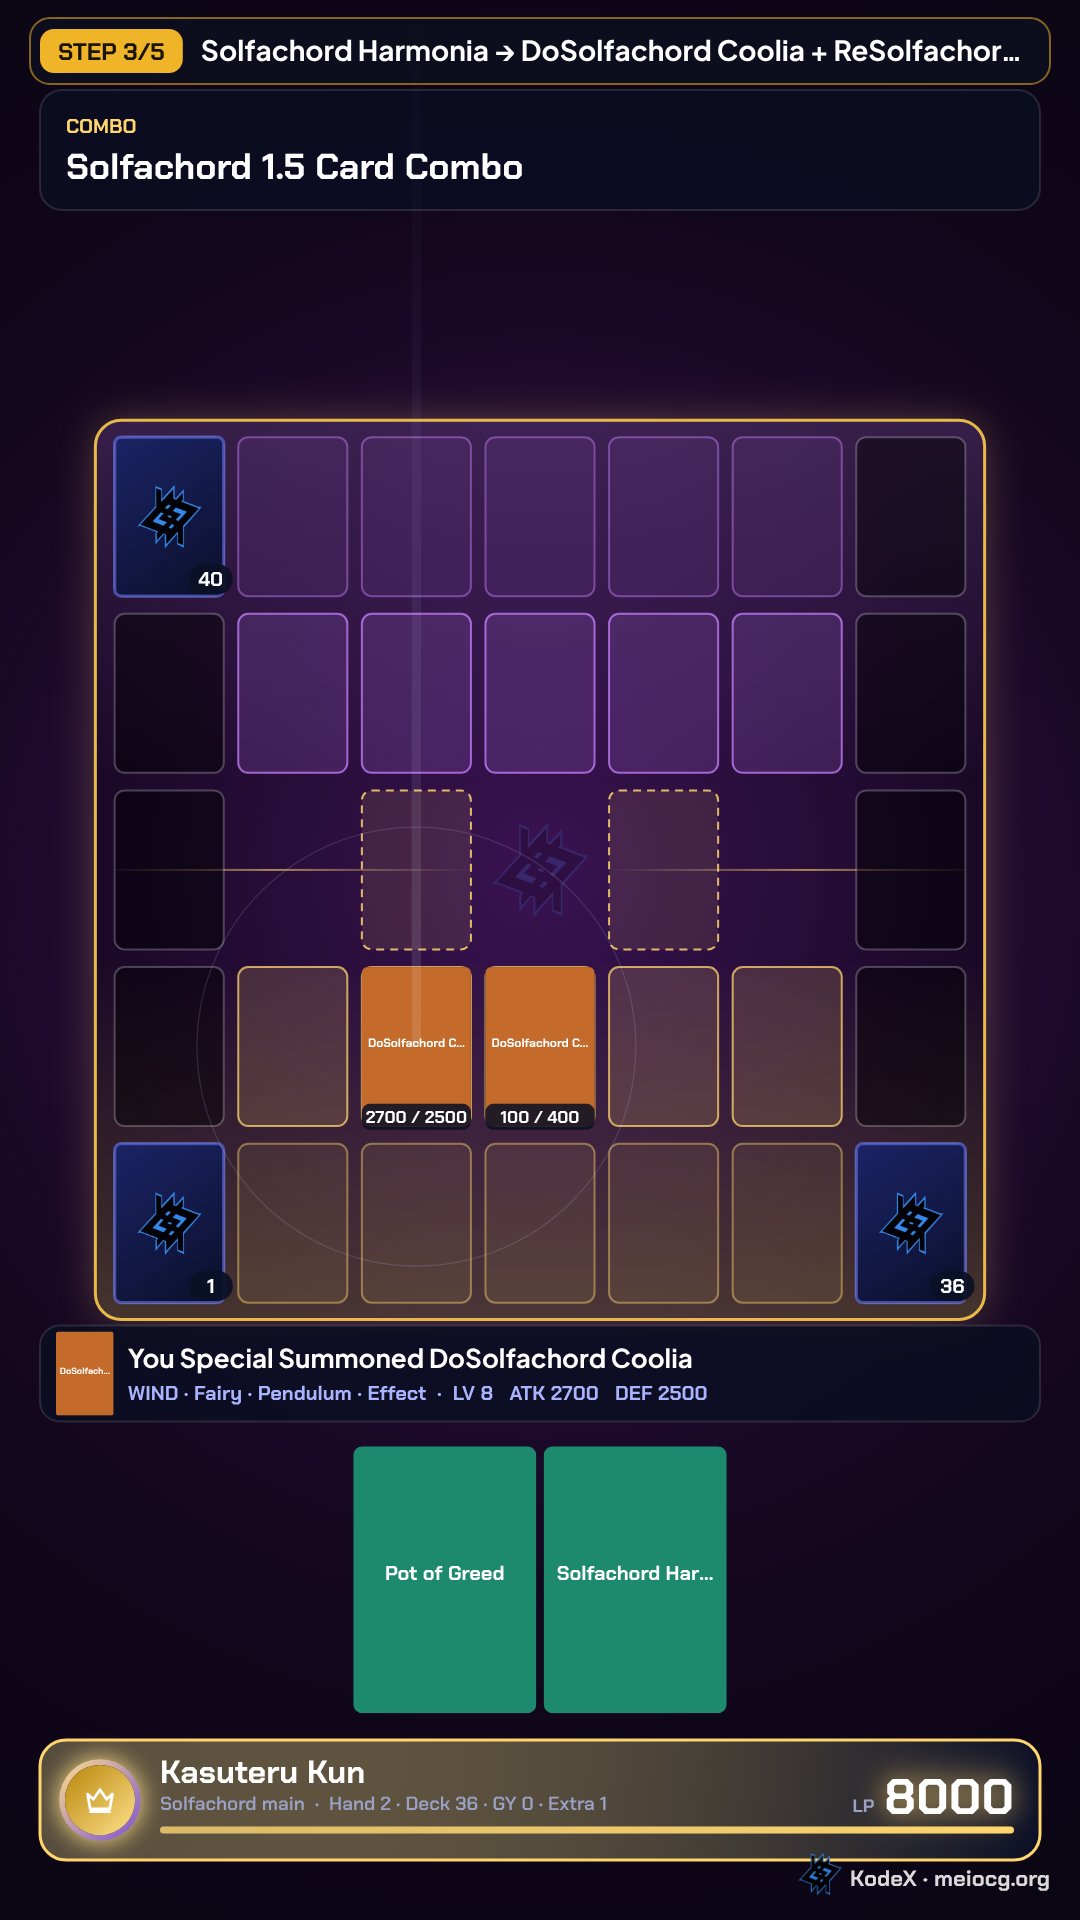 STEP 3/5
Solfachord Harmonia → DoSolfachord Coolia + ReSolfachor...
COMBO
Solfachord 1.5 Card Combo
40
DoSolfachord C...
DoSolfachord C...
2700 / 2500
100 / 400
1
36
DoSolfach...
You Special Summoned DoSolfachord Coolia
WIND · Fairy · Pendulum · Effect · LV 8 ATK 2700 DEF 2500
Pot of Greed
Solfachord Har...
Kasuteru Kun
Solfachord main · Hand 2 · Deck 36 · GY 0 · Extra 1
LP 8000
KodeX · meiocg.org